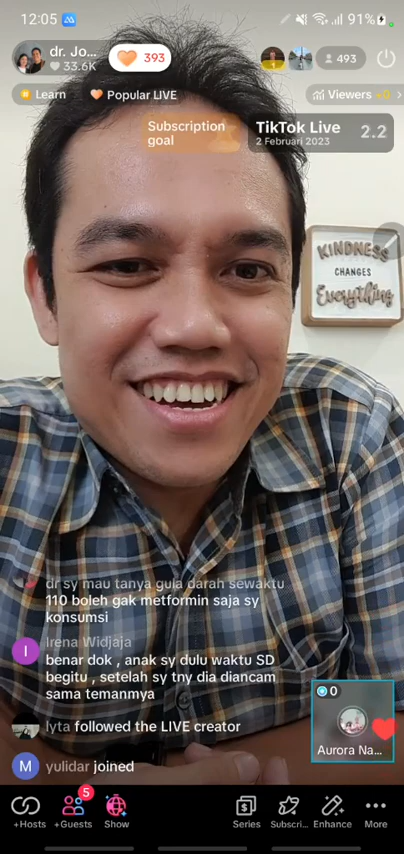 12:05
91%
dr. Jo...
33.6K
393
493
Learn
Popular LIVE
Viewers +0
Subscription
goal
TikTok Live 2.2
2 Februari 2023
KINDNESS
CHANGES
Everything
dr sy mau tanya gula darah sewaktu
110 boleh gak metformin saja sy
konsumsi
I
Irena Widjaja
benar dok , anak sy dulu waktu SD
begitu , setelah sy tny dia diancam
sama temannya
lyta followed the LIVE creator
M
yulidar joined
0
Aurora Na...
5
+Hosts
+Guests
Show
Series
Subscri...
Enhance
More